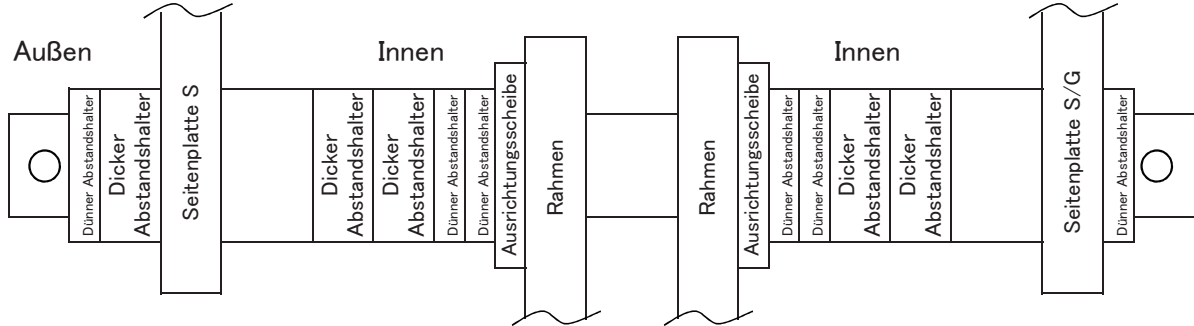 Außen
Innen
Innen
Dünner Abstandshalter
Dicker
Abstandshalter
Seitenplatte S
Dicker
Abstandshalter
Dicker
Abstandshalter
Dünner Abstandshalter
Dünner Abstandshalter
Ausrichtungsscheibe
Rahmen
Rahmen
Ausrichtungsscheibe
Dünner Abstandshalter
Dünner Abstandshalter
Dicker
Abstandshalter
Dicker
Abstandshalter
Seitenplatte S/G
Dünner Abstandshalter